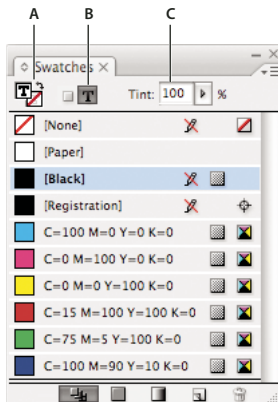 A B C
Swatches
T T Tint: 100 %
[None]
[Paper]
[Black]
[Registration]
C=100 M=0 Y=0 K=0
C=0 M=100 Y=0 K=0
C=0 M=0 Y=100 K=0
C=15 M=100 Y=100 K=0
C=75 M=5 Y=100 K=0
C=100 M=90 Y=10 K=0